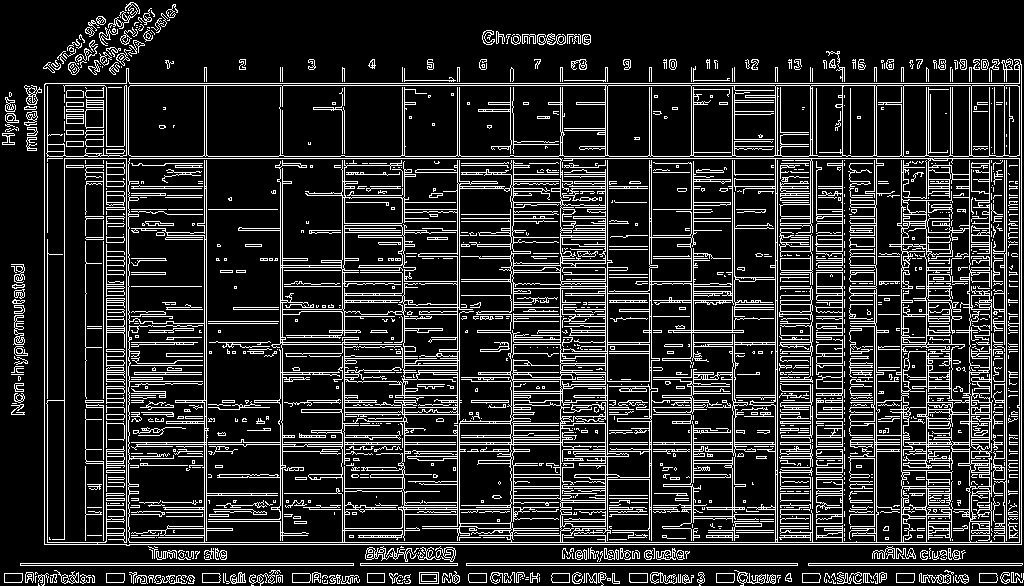 Tumour site
BRAF (V600E)
Meth. cluster
mRNA cluster
Chromosome
1 2 3 4 5 6 7 8 9 10 11 12 13 14 15 16 17 18 19 20 21 22
Hyper-
mutated
Non-hypermutated
Tumour site BRAF(V600E) Methylation cluster mRNA cluster
Right colon Transverse Left colon Rectum Yes No CIMP-H CIMP-L Cluster 3 Cluster 4 MSI/CIMP Invasive CIN